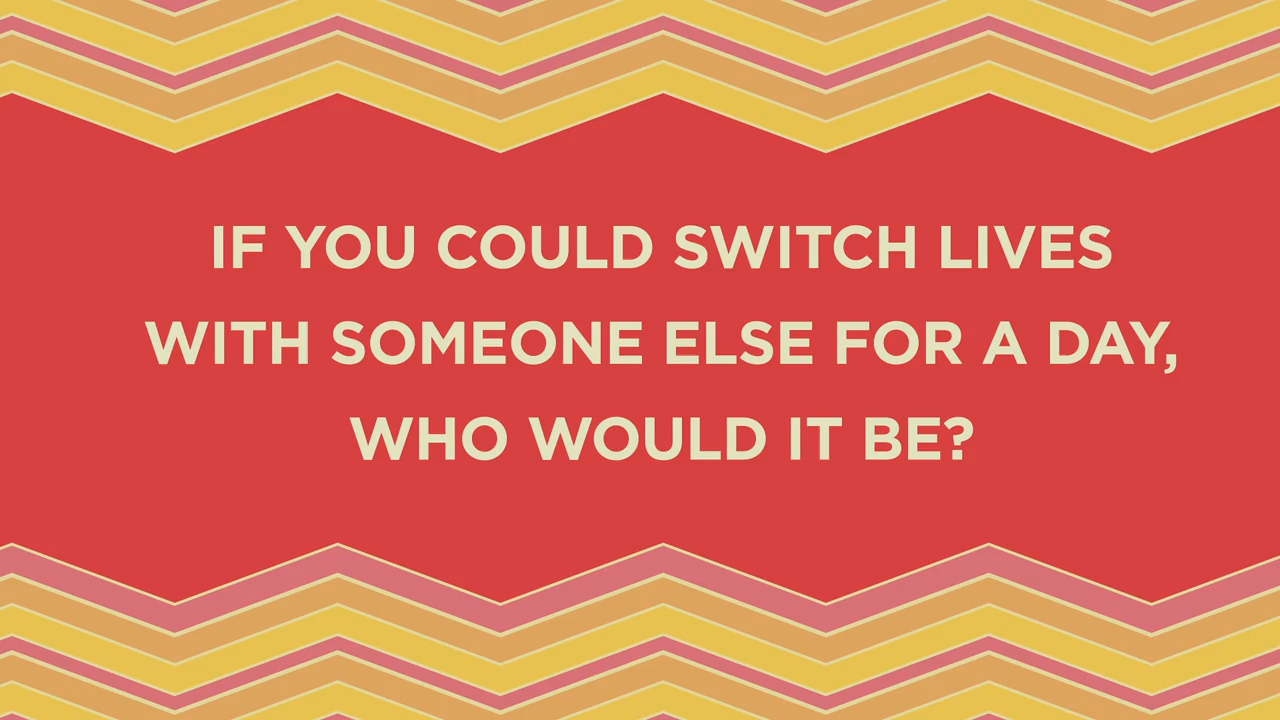 IF YOU COULD SWITCH LIVES
WITH SOMEONE ELSE FOR A DAY,
WHO WOULD IT BE?